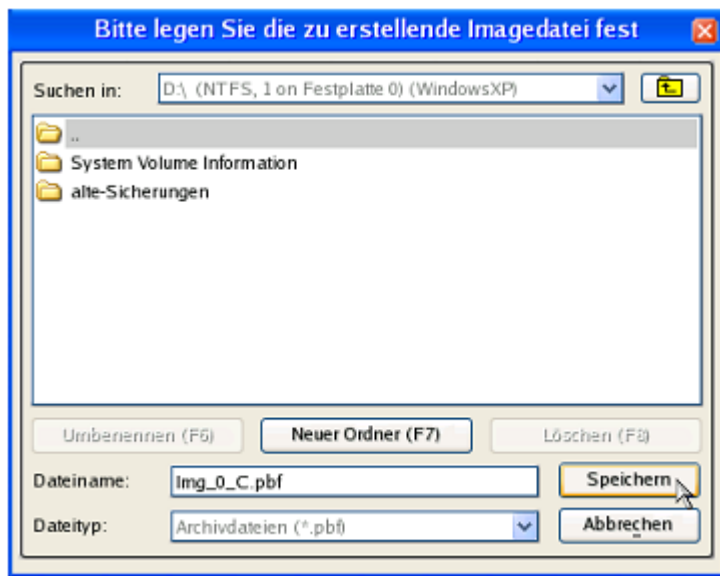 Bitte legen Sie die zu erstellende Imagedatei fest
Suchen in: D:\ (NTFS, 1 on Festplatte 0) (WindowsXP)
..
System Volume Information
alte-Sicherungen
Umbenennen (F6) Neuer Ordner (F7) Löschen (F8)
Dateiname: Img_0_C.pbf Speichern
Dateityp: Archivdateien (*.pbf) Abbrechen